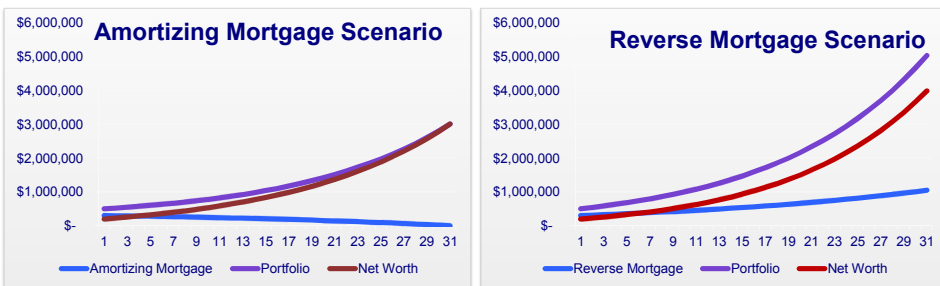 Amortizing Mortgage Scenario
$6,000,000
$5,000,000
$4,000,000
$3,000,000
$2,000,000
$1,000,000
$-
1 3 5 7 9 11 13 15 17 19 21 23 25 27 29 31
Amortizing Mortgage Portfolio Net Worth
Reverse Mortgage Scenario
$6,000,000
$5,000,000
$4,000,000
$3,000,000
$2,000,000
$1,000,000
$-
1 3 5 7 9 11 13 15 17 19 21 23 25 27 29 31
Reverse Mortgage Portfolio Net Worth